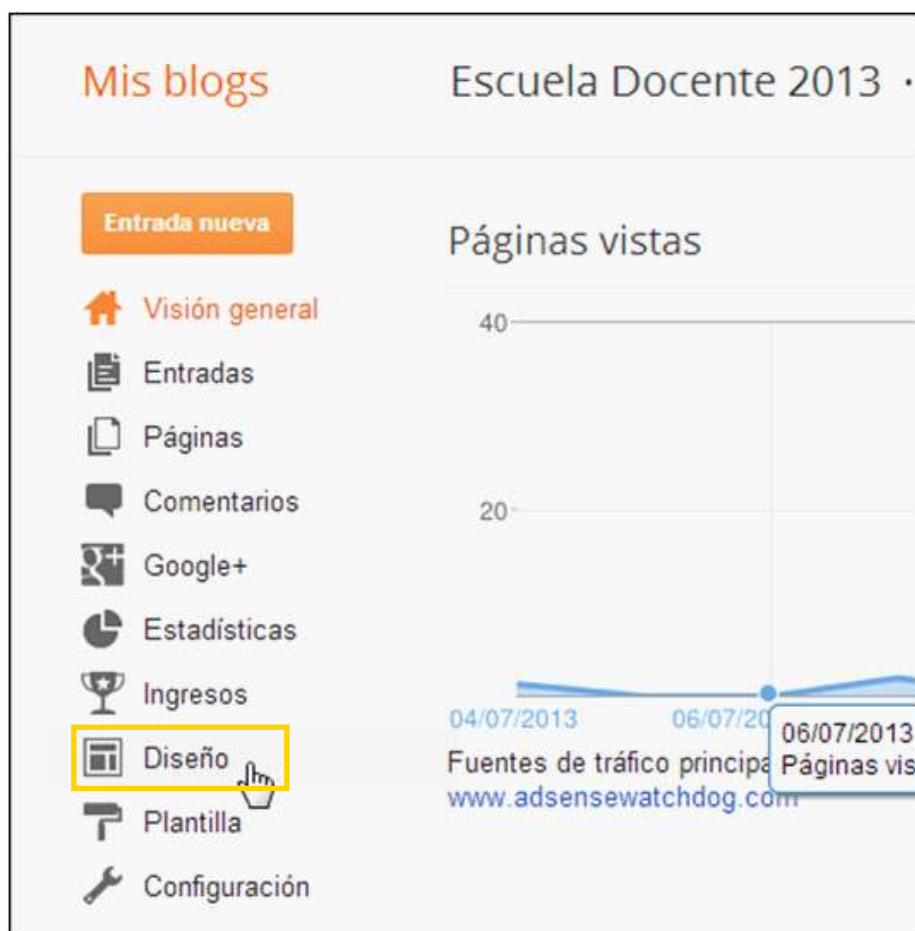 Mis blogs
Escuela Docente 2013 ·
Entrada nueva
Visión general
Entradas
Páginas
Comentarios
Google+
Estadísticas
Ingresos
Diseño
Plantilla
Configuración
Páginas vistas
40
20
04/07/2013
06/07/20
06/07/2013
Páginas vis
Fuentes de tráfico principa
www.adsensewatchdog.com